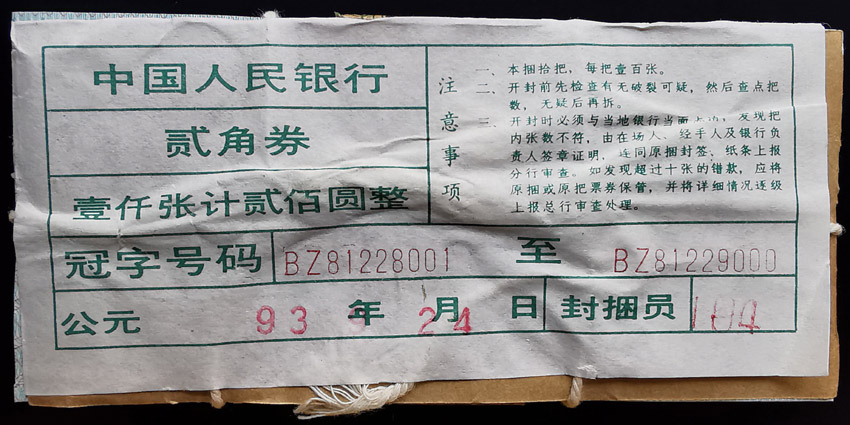 中国人民银行
贰角券
壹仟张计贰佰圆整
注意事项
一、本捆拾把，每把壹百张。
二、开封前先检查有无破裂可疑，然后查点把
数，无疑后再拆。
三、开封时必须与当地银行当面 发现把
内张数不符，由在场人、经手人及银行负
责人签章证明，连同原捆封签、纸条上报
分行审查。如发现超过十张的错款，应将
原捆或原把票券保管，并将详细情况逐级
上报总行审查处理。
冠字号码 BZ81228001 至 BZ81229000
公元 93 年 24 月 日 封捆员 104